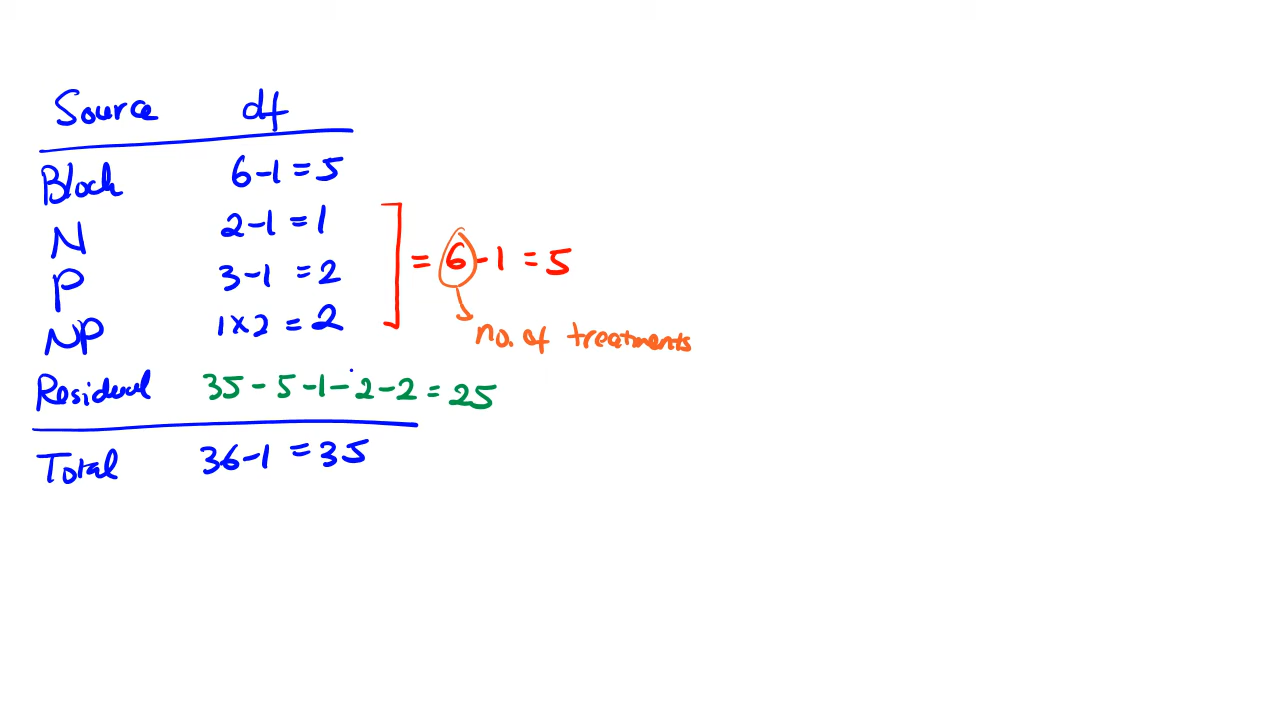 Source df
Block 6-1 = 5
N 2-1 = 1
P 3-1 = 2
= 6-1 = 5
NP 1×2 = 2
no. of treatments
Residual 35-5-1-2-2 = 25
Total 36-1 = 35